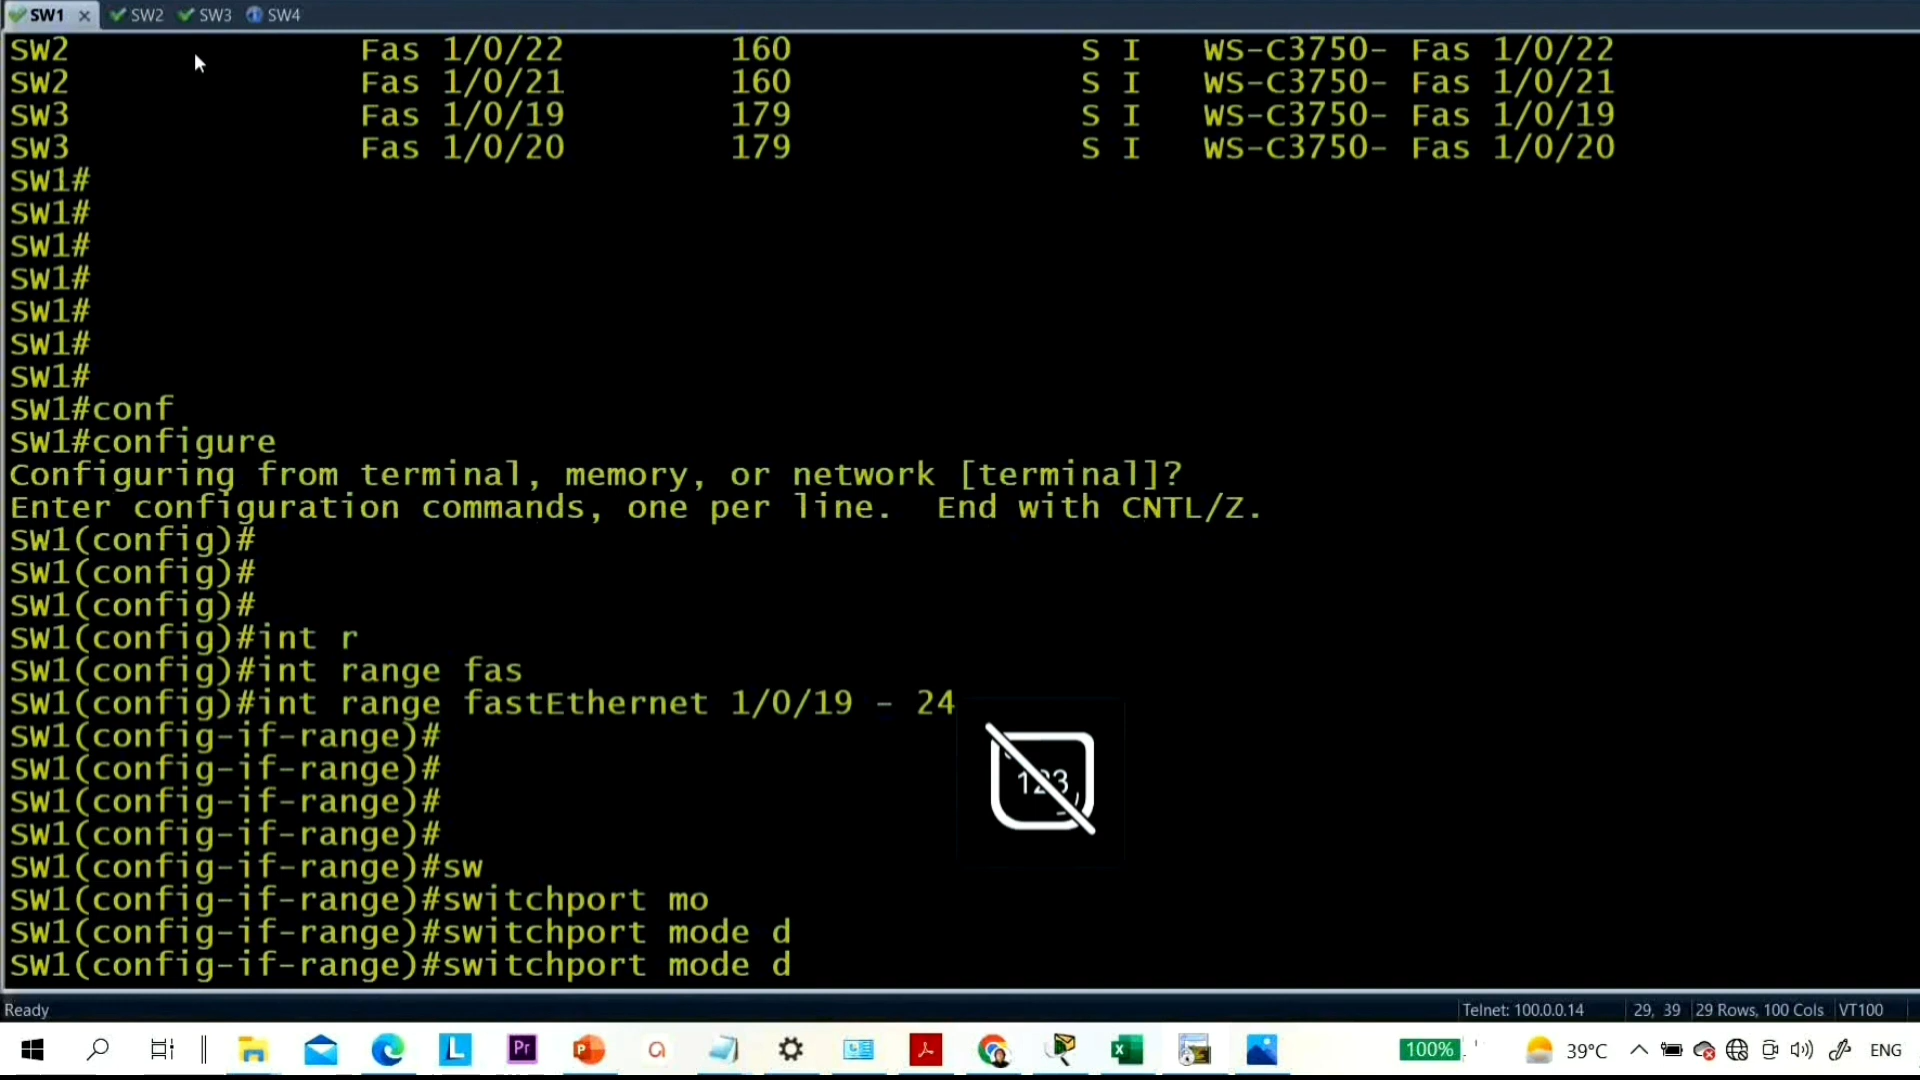 SW1 × SW2 SW3 SW4
SW2 Fas 1/0/22 160 S I WS-C3750- Fas 1/0/22
SW2 Fas 1/0/21 160 S I WS-C3750- Fas 1/0/21
SW3 Fas 1/0/19 179 S I WS-C3750- Fas 1/0/19
SW3 Fas 1/0/20 179 S I WS-C3750- Fas 1/0/20
SW1#
SW1#
SW1#
SW1#
SW1#
SW1#
SW1#
SW1#conf
SW1#configure
Configuring from terminal, memory, or network [terminal]?
Enter configuration commands, one per line.  End with CNTL/Z.
SW1(config)#
SW1(config)#
SW1(config)#
SW1(config)#int r
SW1(config)#int range fas
SW1(config)#int range fastEthernet 1/0/19 - 24
SW1(config-if-range)#
SW1(config-if-range)#
123
SW1(config-if-range)#
SW1(config-if-range)#
SW1(config-if-range)#sw
SW1(config-if-range)#switchport mo
SW1(config-if-range)#switchport mode d
SW1(config-if-range)#switchport mode d
Ready Telnet: 100.0.0.14 29, 39 29 Rows, 100 Cols VT100
L Pr P a X 100% 39°C ENG